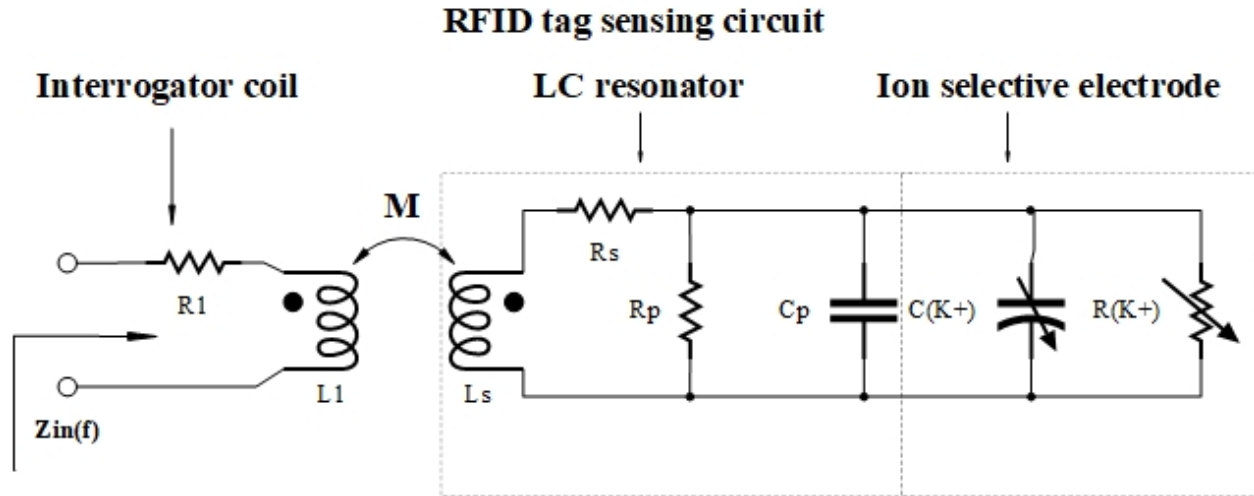 RFID tag sensing circuit
Interrogator coil
LC resonator
Ion selective electrode
M
R1
L1
Ls
Rs
Rp
Cp
C(K+)
R(K+)
Zin(f)